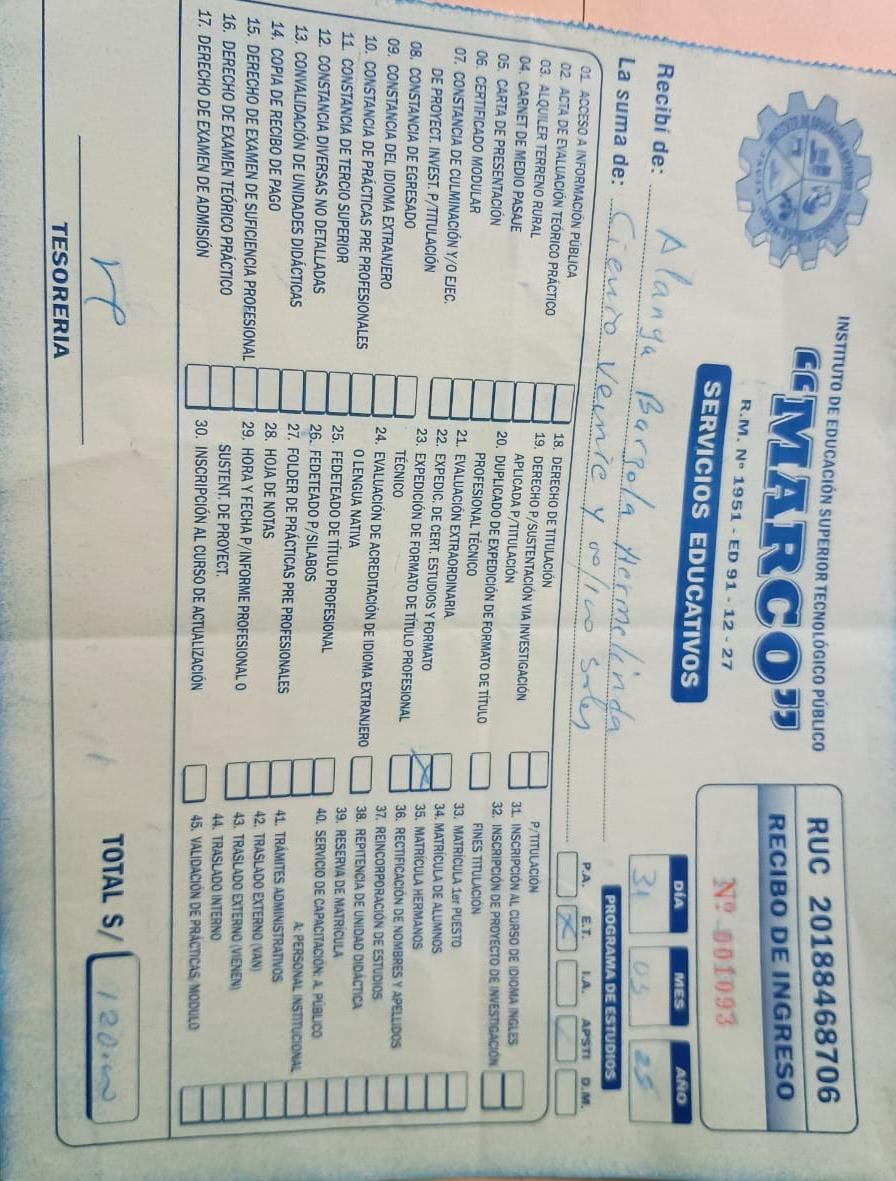 INSTITUTO DE EDUCACIÓN SUPERIOR TECNOLÓGICO PÚBLICO
“MARCO”
R.M. Nº 1951 - ED 91 - 12 - 27
SERVICIOS EDUCATIVOS
RUC 20188468706
RECIBO DE INGRESO
Nº 001093
DÍA MES AÑO
31 03 25
Recibí de: Alanga Bargola Hermelinda
La suma de: Ciento Veinte y 00/100 Soles
PROGRAMA DE ESTUDIOS
P.A. E.T. I.A. APSTI D.M.
X
01. ACCESO A INFORMACIÓN PÚBLICA
02. ACTA DE EVALUACIÓN TEÓRICO PRÁCTICO
03. ALQUILER TERRENO RURAL
04. CARNET DE MEDIO PASAJE
05. CARTA DE PRESENTACIÓN
06. CERTIFICADO MODULAR
07. CONSTANCIA DE CULMINACIÓN Y/O EJEC.
DE PROYECT. INVEST. P/TITULACIÓN
08. CONSTANCIA DE EGRESADO
09. CONSTANCIA DEL IDIOMA EXTRANJERO
10. CONSTANCIA DE PRÁCTICAS PRE PROFESIONALES
11. CONSTANCIA DE TERCIO SUPERIOR
12. CONSTANCIA DIVERSAS NO DETALLADAS
13. CONVALIDACIÓN DE UNIDADES DIDÁCTICAS
14. COPIA DE RECIBO DE PAGO
15. DERECHO DE EXAMEN DE SUFICIENCIA PROFESIONAL
16. DERECHO DE EXAMEN TEÓRICO PRÁCTICO
17. DERECHO DE EXAMEN DE ADMISIÓN
18. DERECHO DE TITULACIÓN
19. DERECHO P/SUSTENTACIÓN VIA INVESTIGACIÓN
APLICADA P/TITULACIÓN
20. DUPLICADO DE EXPEDICIÓN DE FORMATO DE TÍTULO
PROFESIONAL TÉCNICO
21. EVALUACIÓN EXTRAORDINARIA
22. EXPEDIC. DE CERT. ESTUDIOS Y FORMATO
23. EXPEDICIÓN DE FORMATO DE TÍTULO PROFESIONAL X
TÉCNICO
24. EVALUACIÓN DE ACREDITACIÓN DE IDIOMA EXTRANJERO
O LENGUA NATIVA
25. FEDETEADO DE TÍTULO PROFESIONAL
26. FEDETEADO P/SILABOS
27. FOLDER DE PRÁCTICAS PRE PROFESIONALES
28. HOJA DE NOTAS
29. HORA Y FECHA P/INFORME PROFESIONAL O
SUSTENT. DE PROYECT.
30. INSCRIPCIÓN AL CURSO DE ACTUALIZACIÓN
P/TITULACIÓN
31. INSCRIPCIÓN AL CURSO DE IDIOMA INGLES
32. INSCRIPCIÓN DE PROYECTO DE INVESTIGACIÓN
FINES TITULACIÓN
33. MATRÍCULA 1er PUESTO
34. MATRÍCULA DE ALUMNOS
35. MATRÍCULA HERMANOS
36. RECTIFICACIÓN DE NOMBRES Y APELLIDOS
37. REINCORPORACIÓN DE ESTUDIOS
38. REPITENCIA DE UNIDAD DIDÁCTICA
39. RESERVA DE MATRÍCULA
40. SERVICIO DE CAPACITACIÓN: A. PÚBLICO
A: PERSONAL INSTITUCIONAL
41. TRÁMITES ADMINISTRATIVOS
42. TRASLADO EXTERNO (VAN)
43. TRASLADO EXTERNO (VIENEN)
44. TRASLADO INTERNO
45. VALIDACIÓN DE PRÁCTICAS MODULO
TESORERIA
TOTAL S/ 120.00